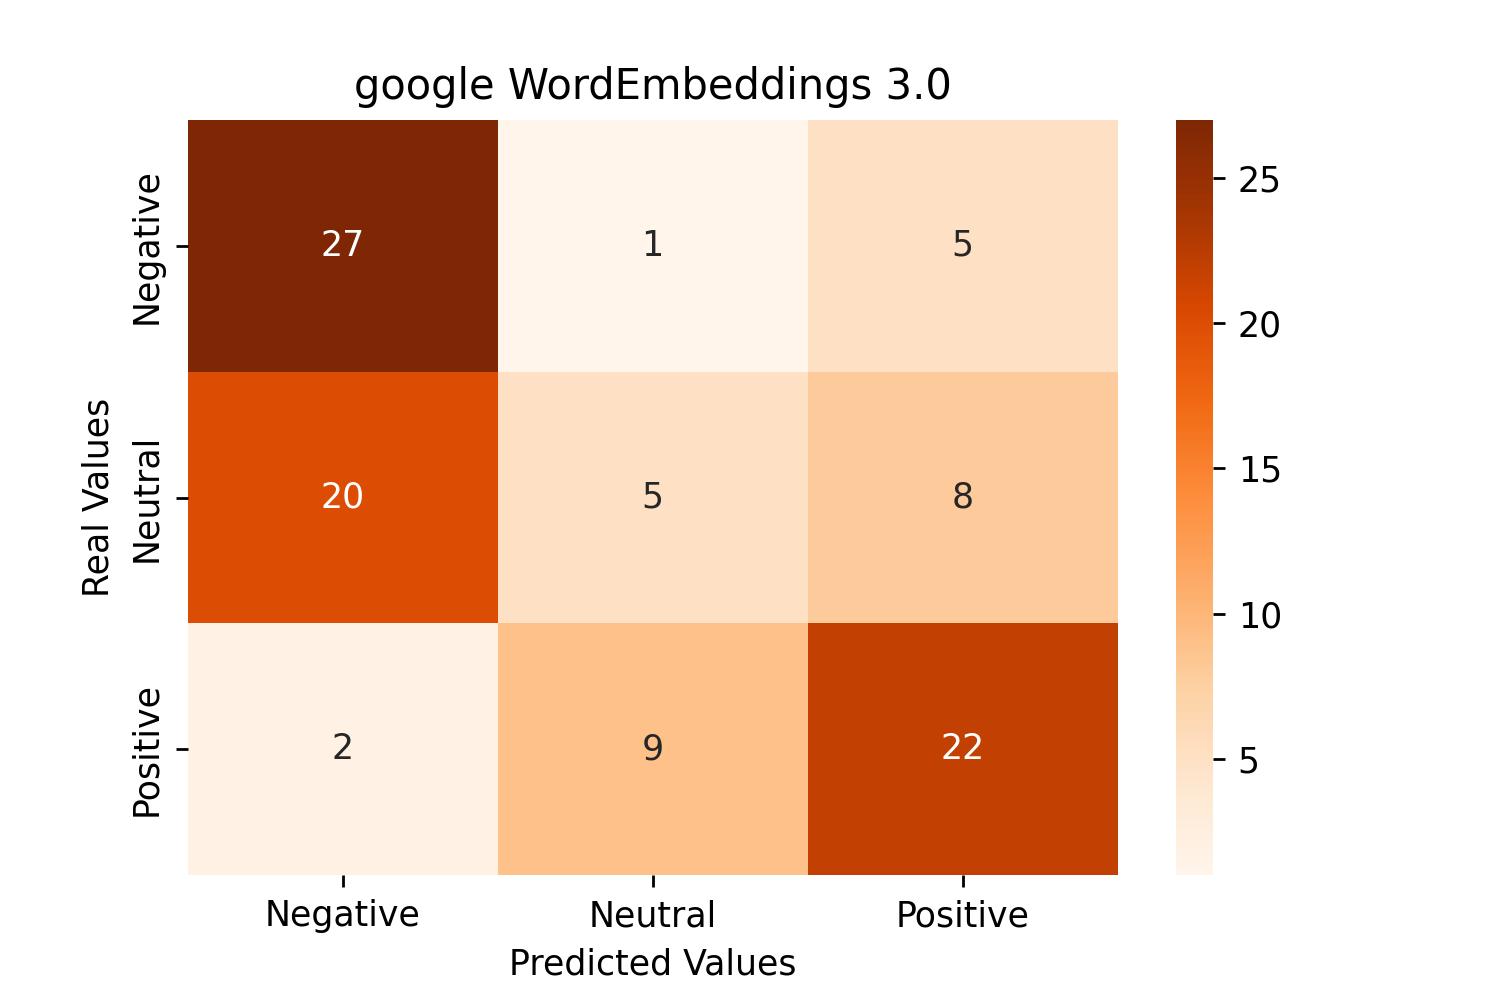 google WordEmbeddings 3.0
Real Values
Negative
27 1 5
Neutral
20 5 8
Positive
2 9 22
Negative Neutral Positive
Predicted Values
25
20
15
10
5